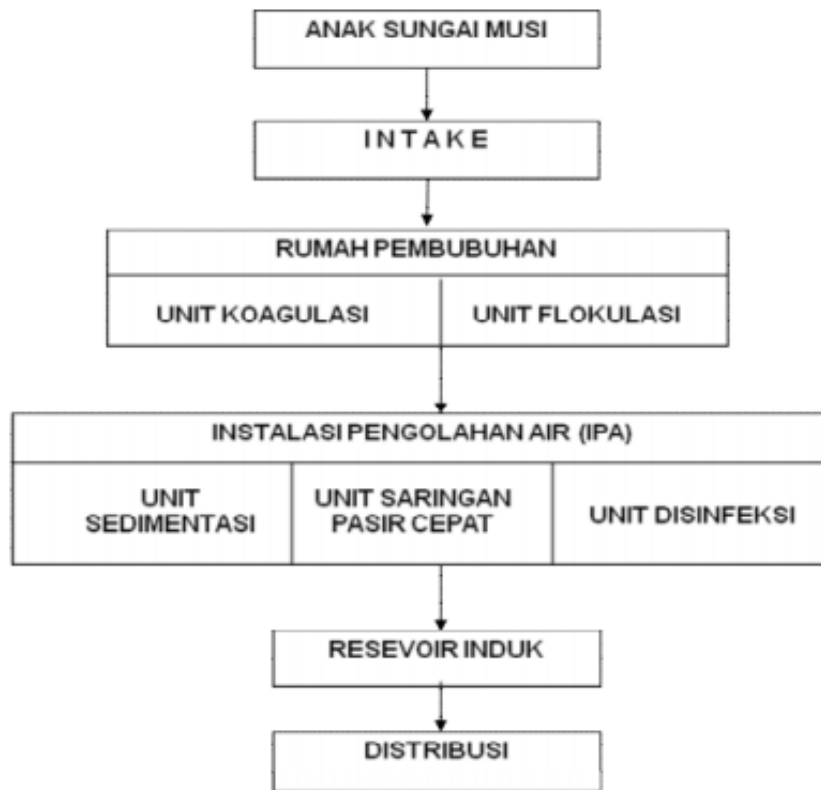 ANAK SUNGAI MUSI
I N T A K E
RUMAH PEMBUBUHAN
UNIT KOAGULASI
UNIT FLOKULASI
INSTALASI PENGOLAHAN AIR (IPA)
UNIT
SEDIMENTASI
UNIT SARINGAN
PASIR CEPAT
UNIT DISINFEKSI
RESEVOIR INDUK
DISTRIBUSI